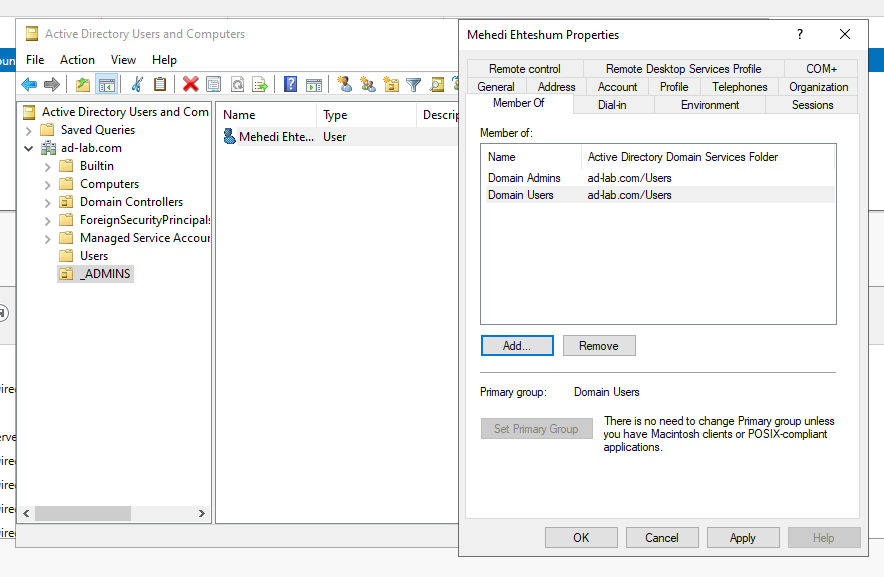 Active Directory Users and Computers
File Action View Help
Active Directory Users and Com
Saved Queries
ad-lab.com
Builtin
Computers
Domain Controllers
ForeignSecurityPrincipals
Managed Service Accour
Users
_ADMINS
Name Type Descrip
Mehedi Ehte... User
Mehedi Ehteshum Properties
Remote control Remote Desktop Services Profile COM+
General Address Account Profile Telephones Organization
Member Of Dial-in Environment Sessions
Member of:
Name Active Directory Domain Services Folder
Domain Admins ad-lab.com/Users
Domain Users ad-lab.com/Users
Add... Remove
Primary group: Domain Users
Set Primary Group
There is no need to change Primary group unless
you have Macintosh clients or POSIX-compliant
applications.
OK Cancel Apply Help